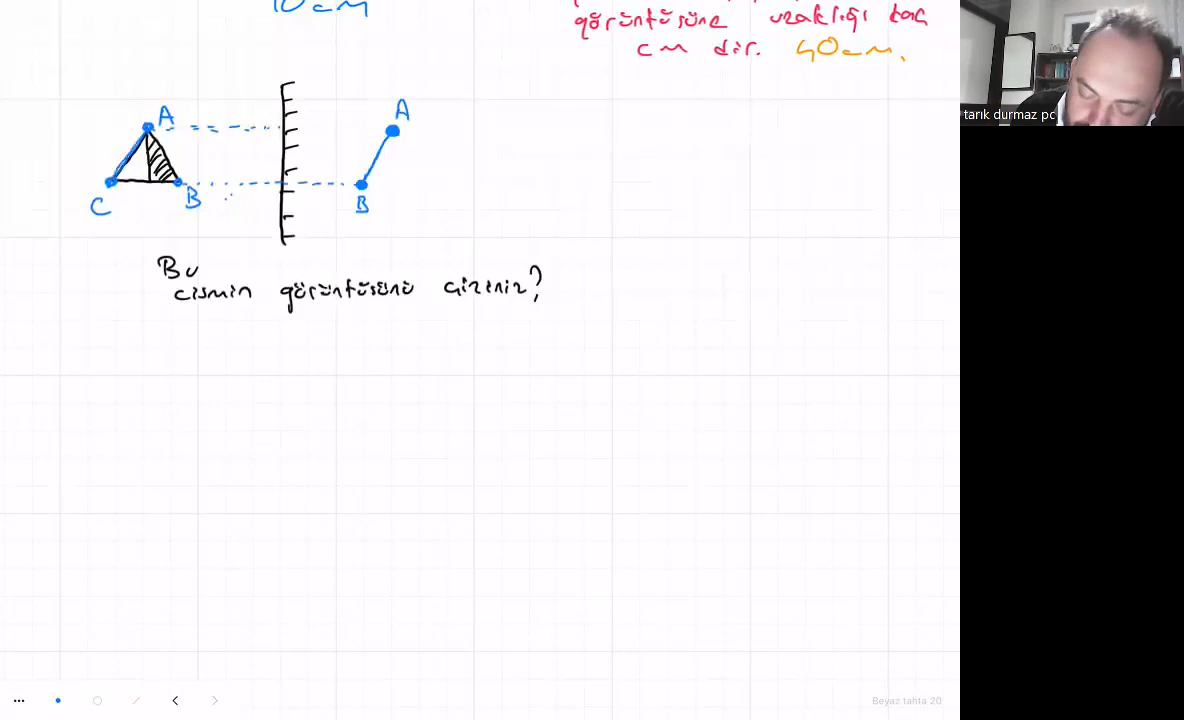 10cm
görüntüsüne uzaklığı kaç
cm dir. 40cm.
tarık durmaz pc
A
A
C
B
B
Bu
cismin görüntüsünü çiziniz?
Beyaz tahta 20